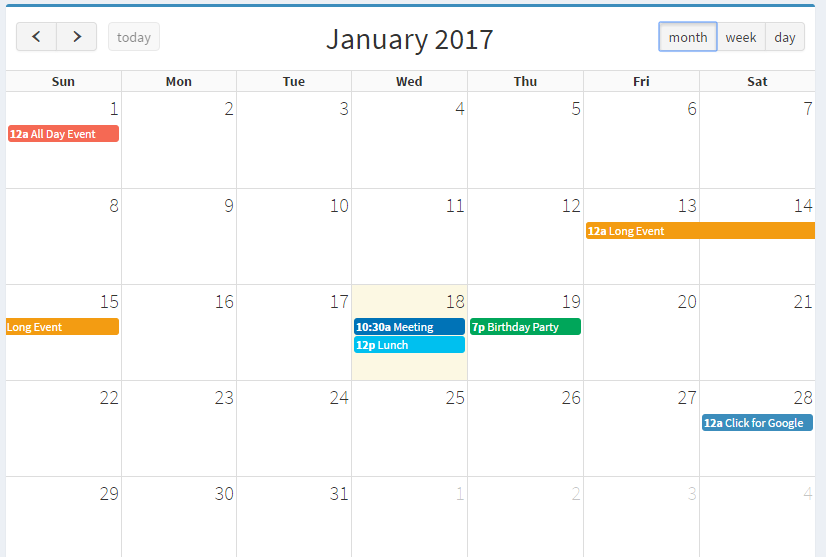 today
January 2017
month week day
Sun Mon Tue Wed Thu Fri Sat
1 2 3 4 5 6 7
12a All Day Event
8 9 10 11 12 13 14
12a Long Event
15 16 17 18 19 20 21
Long Event 10:30a Meeting 7p Birthday Party
12p Lunch
22 23 24 25 26 27 28
12a Click for Google
29 30 31 1 2 3 4